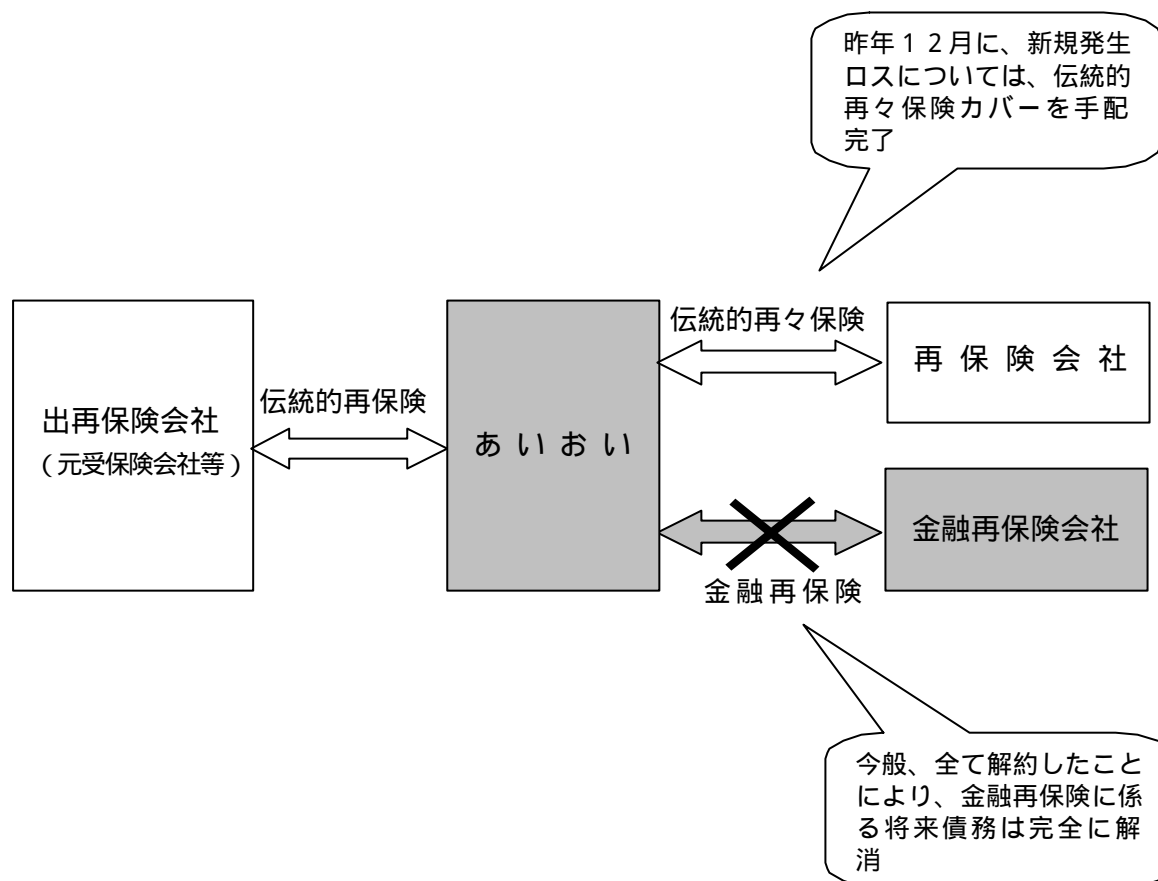 昨年１２月に、新規発生
ロスについては、伝統的
再々保険カバーを手配
完了
伝統的再々保険
再保険会社
伝統的再保険
出再保険会社
（元受保険会社等）
あいおい
金融再保険会社
金融再保険
今般、全て解約したこと
により、金融再保険に係
る将来債務は完全に解
消